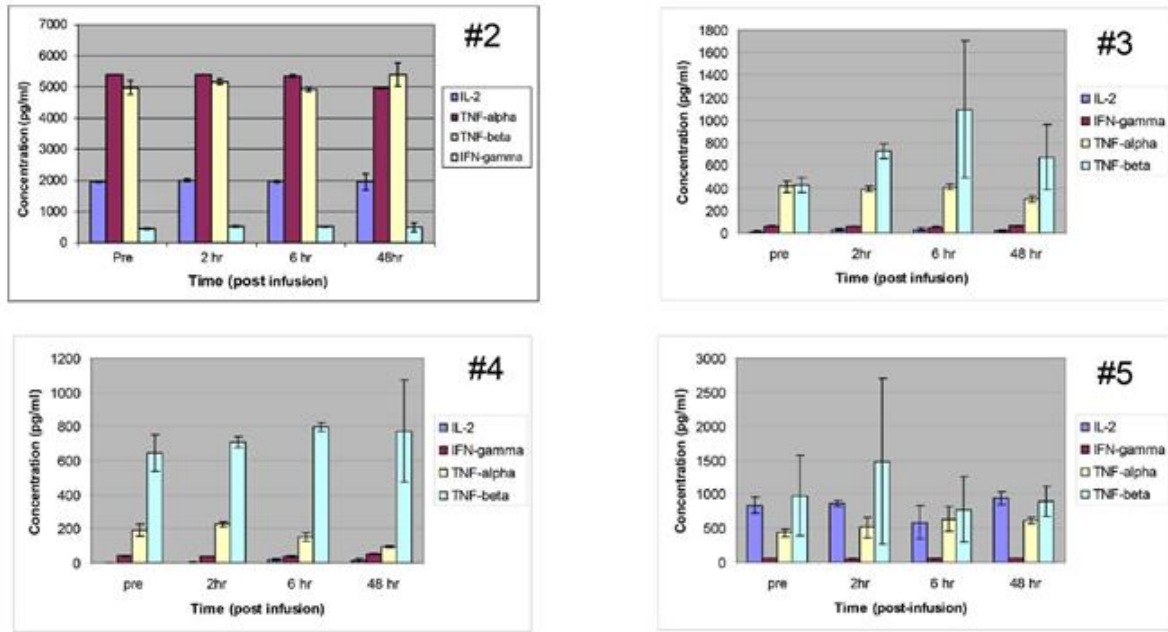 #2
Concentration (pg/ml)
7000
6000
5000
4000
3000
2000
1000
0
Pre
2 hr
6 hr
48hr
Time (post infusion)
IL-2
TNF-alpha
TNF-beta
IFN-gamma
#3
Concentration (pg/ml)
1800
1600
1400
1200
1000
800
600
400
200
0
pre
2hr
6 hr
48 hr
Time (post infusion)
IL-2
IFN-gamma
TNF-alpha
TNF-beta
#4
Concentration (pg/ml)
1200
1000
800
600
400
200
0
pre
2hr
6 hr
48 hr
Time (post infusion)
IL-2
IFN-gamma
TNF-alpha
TNF-beta
#5
Concentration (pg/ml)
3000
2500
2000
1500
1000
500
0
pre
2hr
6 hr
48 hr
Time (post-infusion)
IL-2
IFN-gamma
TNF-alpha
TNF-beta